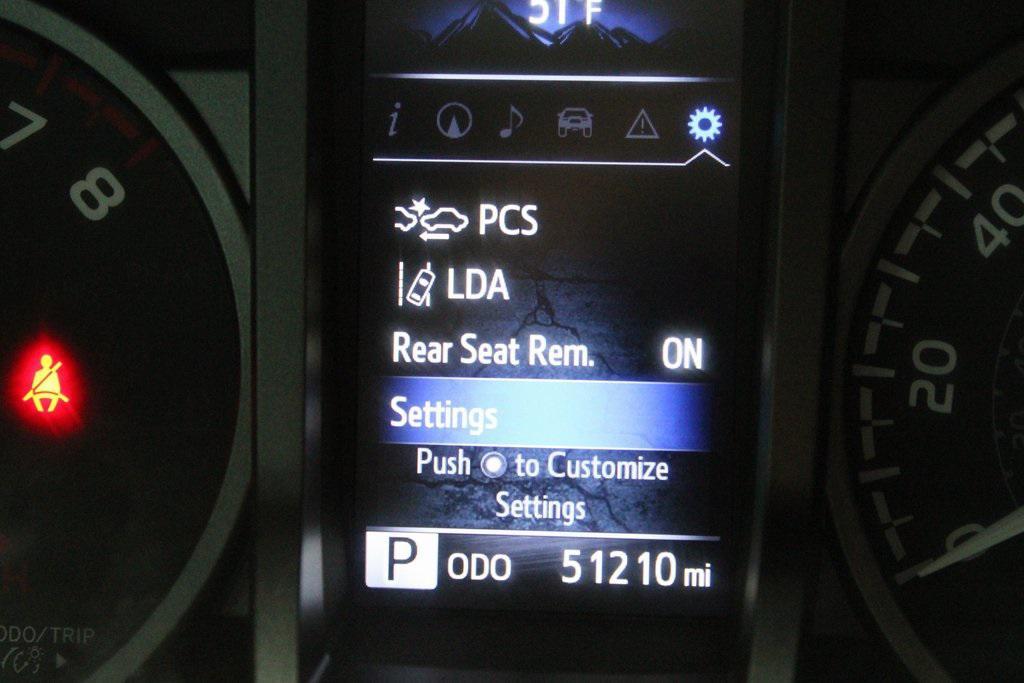 51°F
7
8
PCS
LDA
Rear Seat Rem. ON
Settings
Push to Customize
Settings
P ODO 51210 mi
40
20
0
ODO/TRIP